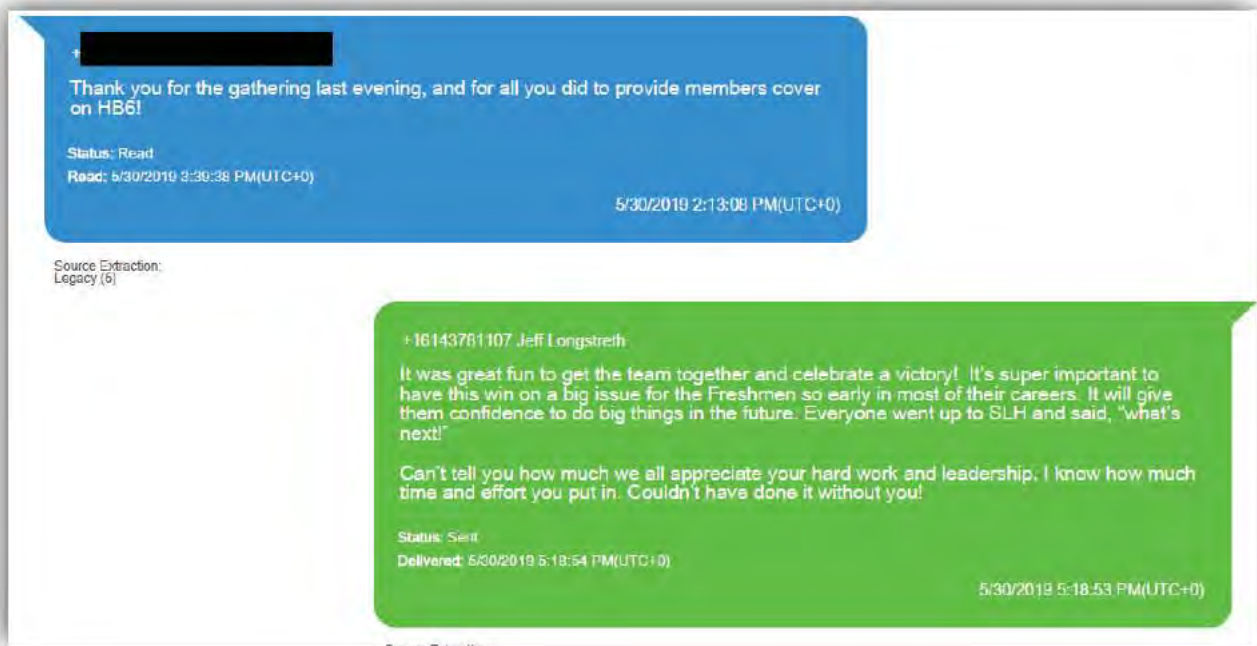 +
Thank you for the gathering last evening, and for all you did to provide members cover
on HB6!
Status: Read
Read: 5/30/2019 3:39:38 PM(UTC+0)
5/30/2019 2:13:08 PM(UTC+0)
Source Extraction:
Legacy (6)
+16143781107 Jeff Longstreth
It was great fun to get the team together and celebrate a victory! It's super important to
have this win on a big issue for the Freshmen so early in most of their careers. It will give
them confidence to do big things in the future. Everyone went up to SLH and said, "what's
next!"
Can't tell you how much we all appreciate your hard work and leadership. I know how much
time and effort you put in. Couldn't have done it without you!
Status: Sent
Delivered: 5/30/2019 5:18:54 PM(UTC+0)
5/30/2019 5:18:53 PM(UTC+0)